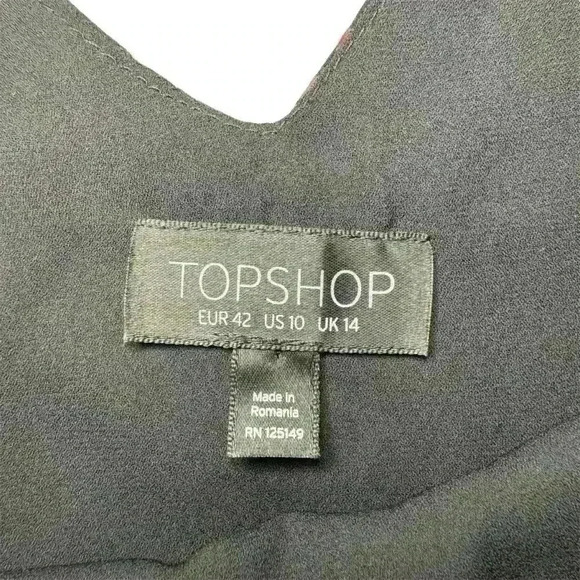 TOPSHOP
EUR 42 US 10 UK 14
Made in
Romania
RN 125149